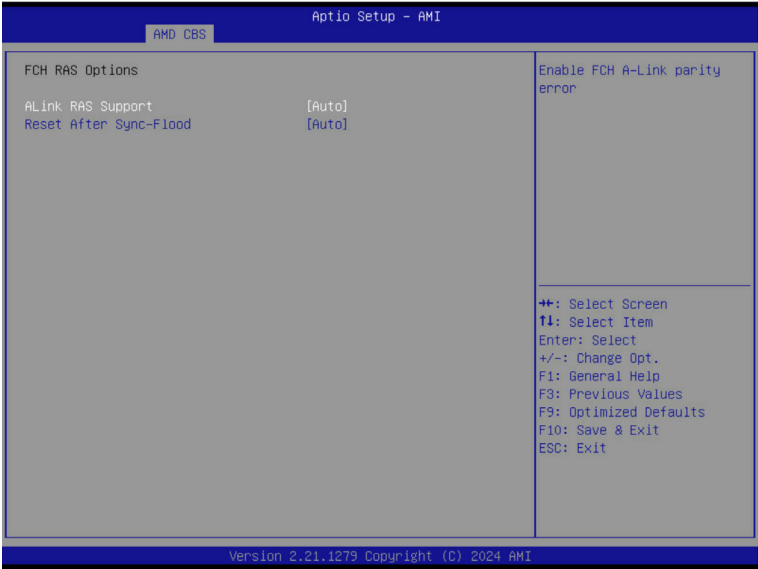 Aptio Setup – AMI
AMD CBS
FCH RAS Options
ALink RAS Support [Auto]
Reset After Sync-Flood [Auto]
Enable FCH A-Link parity
error
→←: Select Screen
↑↓: Select Item
Enter: Select
+/-: Change Opt.
F1: General Help
F3: Previous Values
F9: Optimized Defaults
F10: Save & Exit
ESC: Exit
Version 2.21.1279 Copyright (C) 2024 AMI